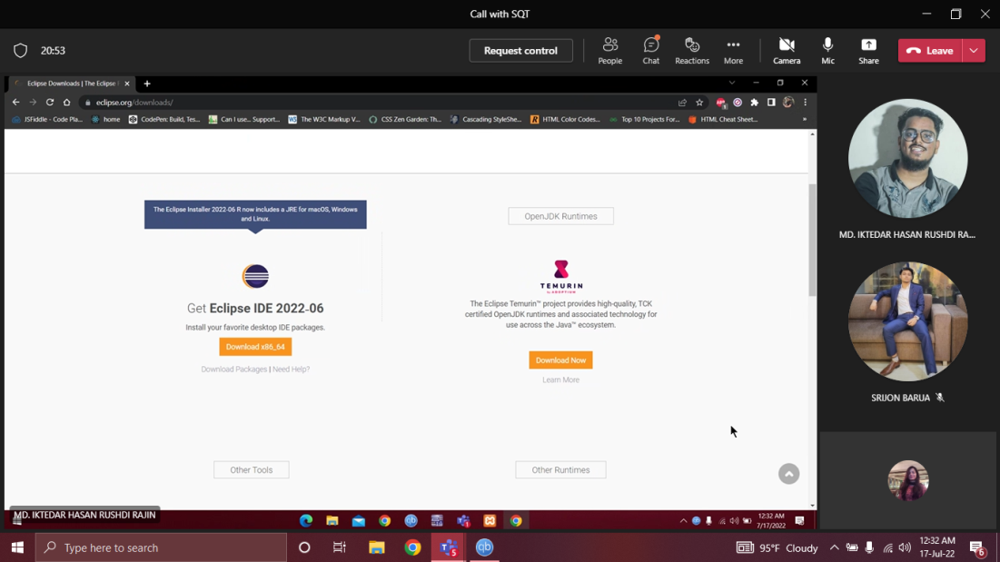 Call with SQT
20:53
Request control
People
Chat
Reactions
More
Camera
Mic
Share
Leave
Eclipse Downloads | The Eclipse F
eclipse.org/downloads/
JSFiddle - Code Pla...
home
CodePen: Build, Tes...
Can I use... Support...
The W3C Markup V...
CSS Zen Garden: Th...
Cascading StyleShe...
HTML Color Codes...
Top 10 Projects For...
HTML Cheat Sheet...
The Eclipse Installer 2022-06 R now includes a JRE for macOS, Windows
and Linux.
Get Eclipse IDE 2022-06
Install your favorite desktop IDE packages.
Download x86_64
Download Packages | Need Help?
OpenJDK Runtimes
TEMURIN
The Eclipse Temurin™ project provides high-quality, TCK
certified OpenJDK runtimes and associated technology for
use across the Java™ ecosystem.
Download Now
Learn More
Other Tools
Other Runtimes
MD. IKTEDAR HASAN RUSHDI RA...
SRIJON BARUA
MD. IKTEDAR HASAN RUSHDI RAJIN
12:32 AM
7/17/2022
Type here to search
95°F Cloudy
12:32 AM
17-Jul-22
6